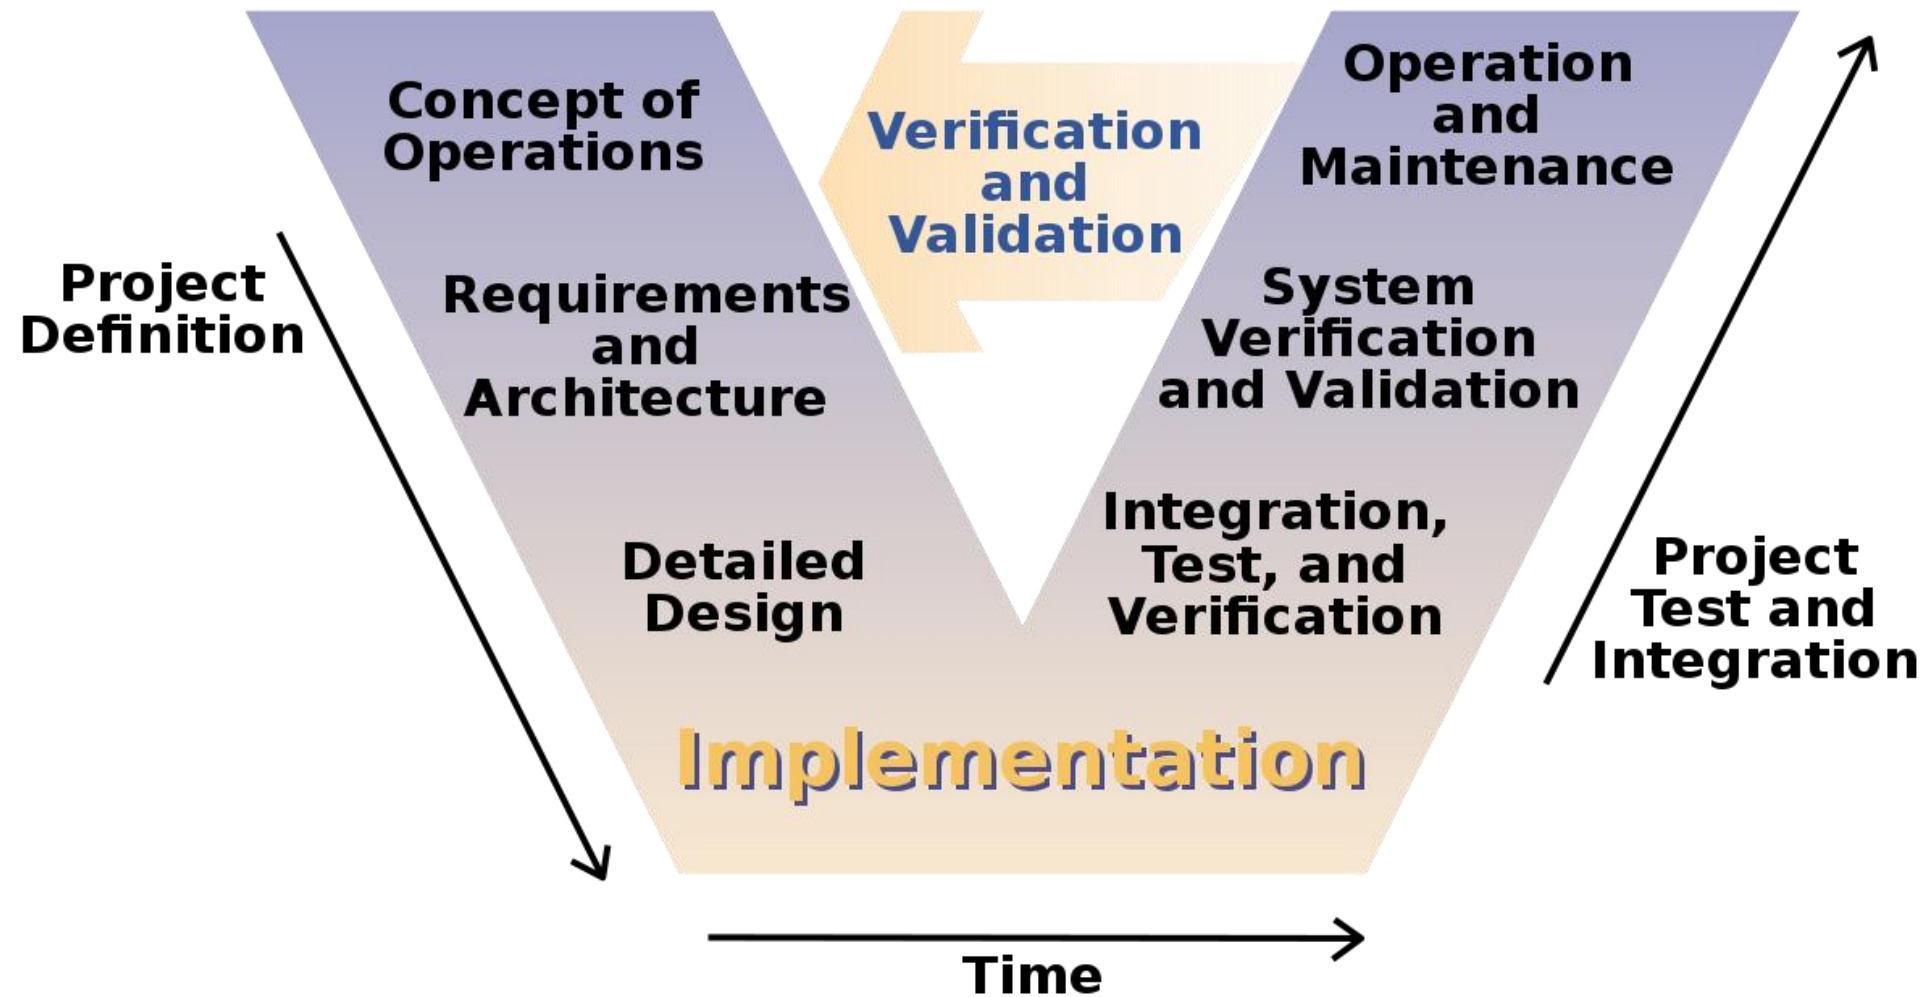 Concept of
Operations
Verification
and
Validation
Operation
and
Maintenance
Project
Definition
Requirements
and
Architecture
System
Verification
and Validation
Detailed
Design
Integration,
Test, and
Verification
Project
Test and
Integration
Implementation
Time